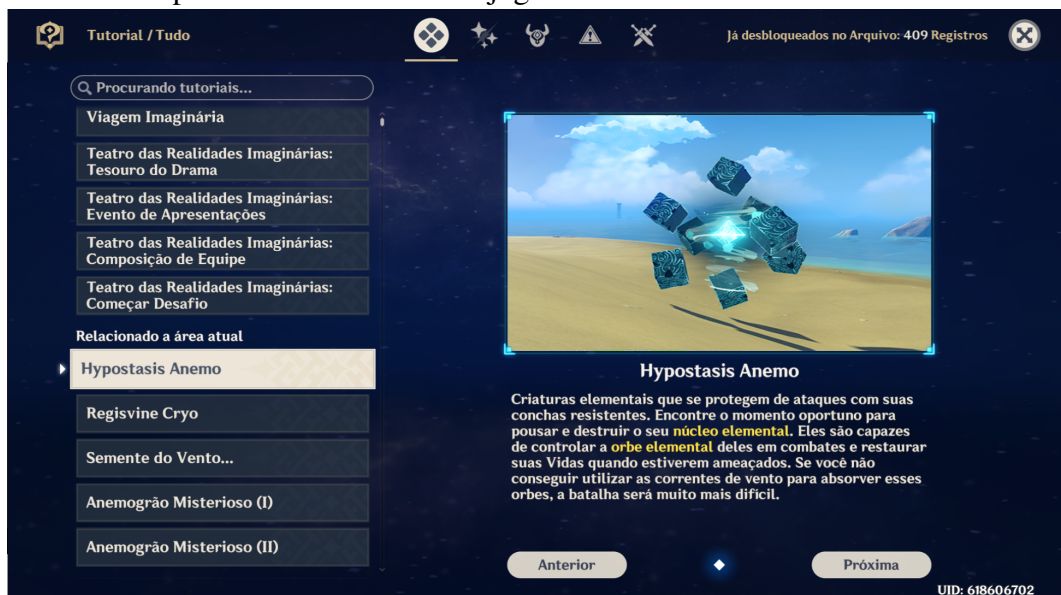 Tutorial / Tudo
Já desbloqueados no Arquivo: 409 Registros
Procurando tutoriais...
Viagem Imaginária
Teatro das Realidades Imaginárias:
Tesouro do Drama
Teatro das Realidades Imaginárias:
Evento de Apresentações
Teatro das Realidades Imaginárias:
Composição de Equipe
Teatro das Realidades Imaginárias:
Começar Desafio
Relacionado a área atual
Hypostasis Anemo
Regisvine Cryo
Semente do Vento...
Anemogrão Misterioso (I)
Anemogrão Misterioso (II)
Hypostasis Anemo
Criaturas elementais que se protegem de ataques com suas
conchas resistentes. Encontre o momento oportuno para
pousar e destruir o seu núcleo elemental. Eles são capazes
de controlar a orbe elemental deles em combates e restaurar
suas Vidas quando estiverem ameaçados. Se você não
conseguir utilizar as correntes de vento para absorver esses
orbes, a batalha será muito mais difícil.
Anterior
Próxima
UID: 618606702